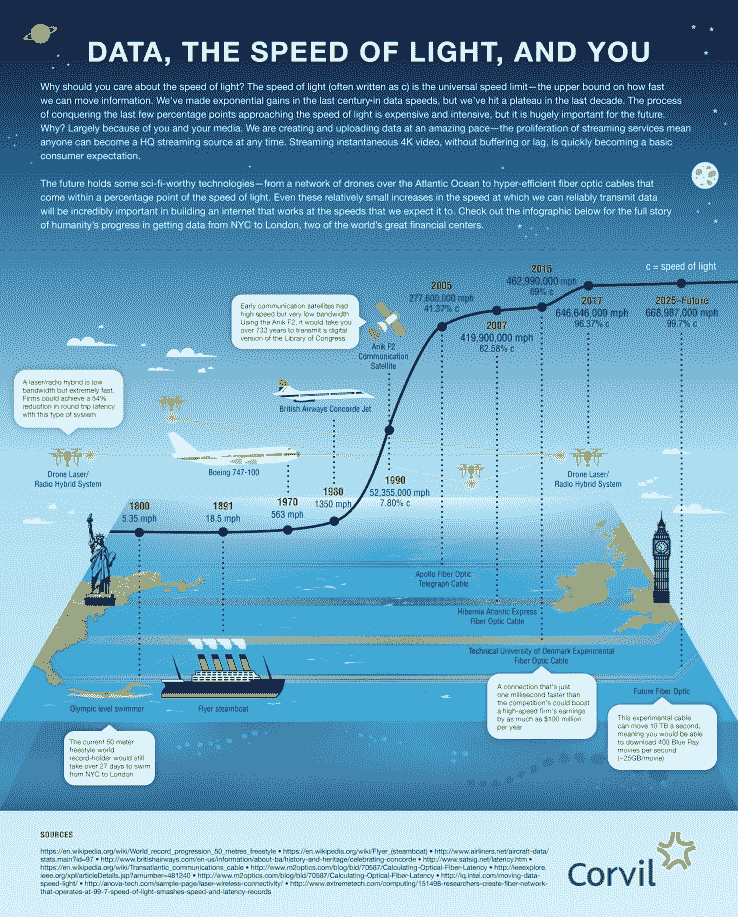 DATA, THE SPEED OF LIGHT, AND YOU
Why should you care about the speed of light? The speed of light (often written as c) is the universal speed limit—the upper bound on how fast
we can move information. We've made exponential gains in the last century-in data speeds, but we've hit a plateau in the last decade. The process
of conquering the last few percentage points approaching the speed of light is expensive and intensive, but it is hugely important for the future.
Why? Largely because of you and your media. We are creating and uploading data at an amazing pace—the proliferation of streaming services mean
anyone can become a HQ streaming source at any time. Streaming instantaneous 4K video, without buffering or lag, is quickly becoming a basic
consumer expectation.
The future holds some sci-fi-worthy technologies—from a network of drones over the Atlantic Ocean to hyper-efficient fiber optic cables that
come within a percentage point of the speed of light. Even these relatively small increases in the speed at which we can reliably transmit data
will be incredibly important in building an internet that works at the speeds that we expect it to. Check out the infographic below for the full story
of humanity's progress in getting data from NYC to London, two of the world's great financial centers.
c = speed of light
2015
462,990,000 mph
69% c
2005
277,600,000 mph
41.37% c
2007
419,900,000 mph
62.58% c
2017
646,646,000 mph
96.37% c
2025-Future
668,987,000 mph
99.7% c
Early communication satellites had
high speed but very low bandwidth
Using the Anik F2, it would take you
over 733 years to transmit a digital
version of the Library of Congress
Anik F2
Communication
Satellite
A laser/radio hybrid is low
bandwidth but extremely fast.
Firms could achieve a 54%
reduction in round trip latency
with this type of system
British Airways Concorde Jet
Drone Laser/
Radio Hybrid System
Boeing 747-100
Drone Laser/
Radio Hybrid System
1800
5.35 mph
1891
18.5 mph
1970
563 mph
1980
1350 mph
1990
52,355,000 mph
7.80% c
Apollo Fiber Optic
Telegraph Cable
Hibernia Atlantic Express
Fiber Optic Cable
Technical University of Denmark Experimental
Fiber Optic Cable
Future Fiber Optic
Olympic level swimmer
Flyer steamboat
A connection that's just
one millisecond faster than
the competition's could boost
a high-speed firm's earnings
by as much as $100 million
per year
This experimental cable
can move 10 TB a second,
meaning you would be able
to download 400 Blue Ray
movies per second
(~25GB/movie)
The current 50 meter
freestyle world
record-holder would still
take over 27 days to swim
from NYC to London
SOURCES
https://en.wikipedia.org/wiki/World_record_progression_50_metres_freestyle • https://en.wikipedia.org/wiki/Flyer_(steamboat) • http://www.airliners.net/aircraft-data/
stats.main?id=97 • http://www.britishairways.com/en-us/information/about-ba/history-and-heritage/celebrating-concorde • http://www.satsig.net/latency.htm •
https://en.wikipedia.org/wiki/Transatlantic_communications_cable • http://www.m2optics.com/blog/bid/70587/Calculating-Optical-Fiber-Latency • http://ieeexplore.
ieee.org/xpl/articleDetails.jsp?arnumber=481240 • http://www.m2optics.com/blog/bid/70587/Calculating-Optical-Fiber-Latency • http://iq.intel.com/moving-data-
speed-light/ • http://anova-tech.com/sample-page/laser-wireless-connectivity/ • http://www.extremetech.com/computing/151498-researchers-create-fiber-network-
that-operates-at-99-7-speed-of-light-smashes-speed-and-latency-records
Corvil